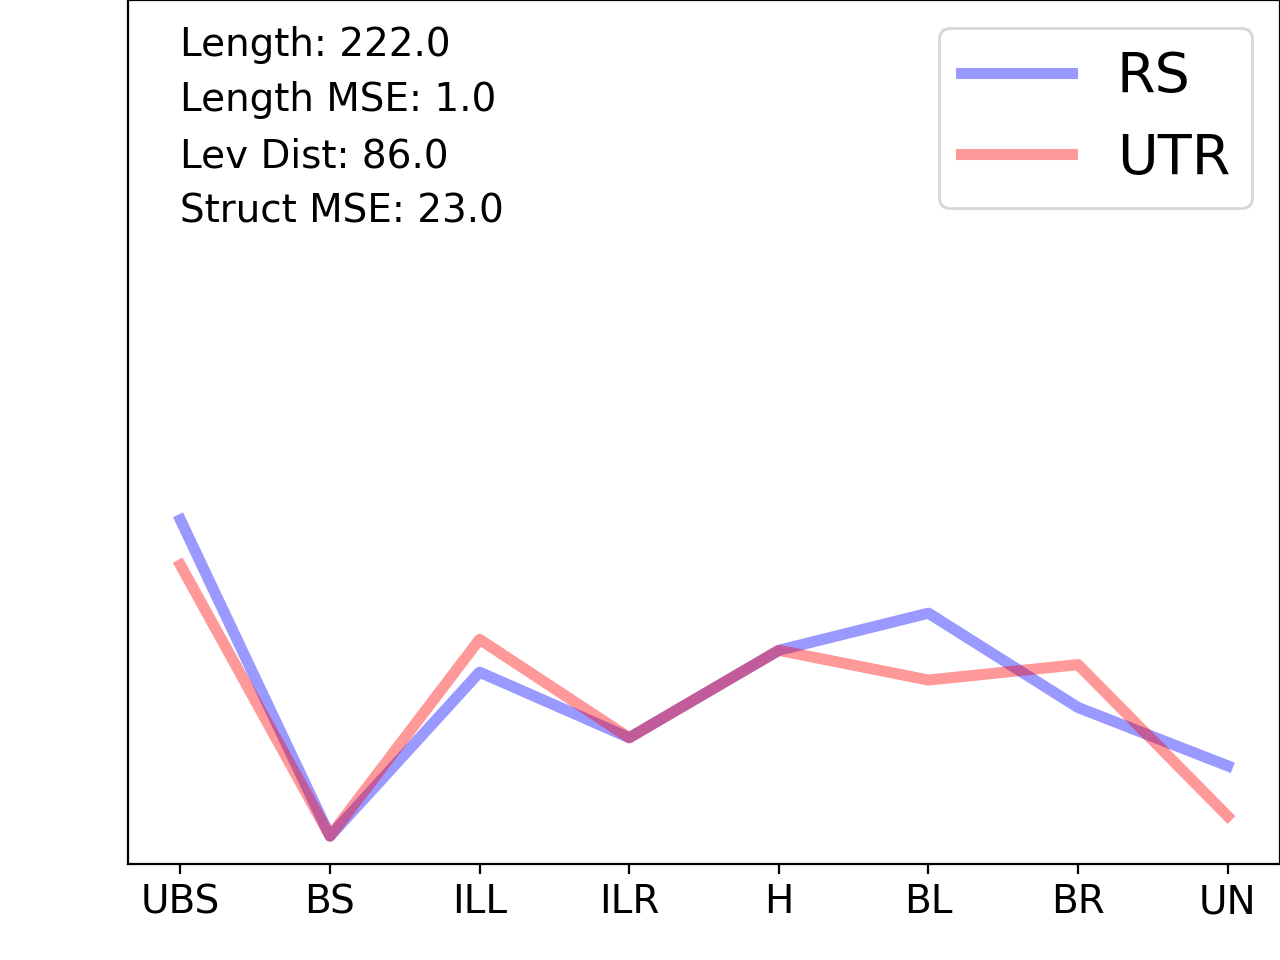 Length: 222.0
Length MSE: 1.0
Lev Dist: 86.0
Struct MSE: 23.0
RS
UTR
UBS BS ILL ILR H BL BR UN